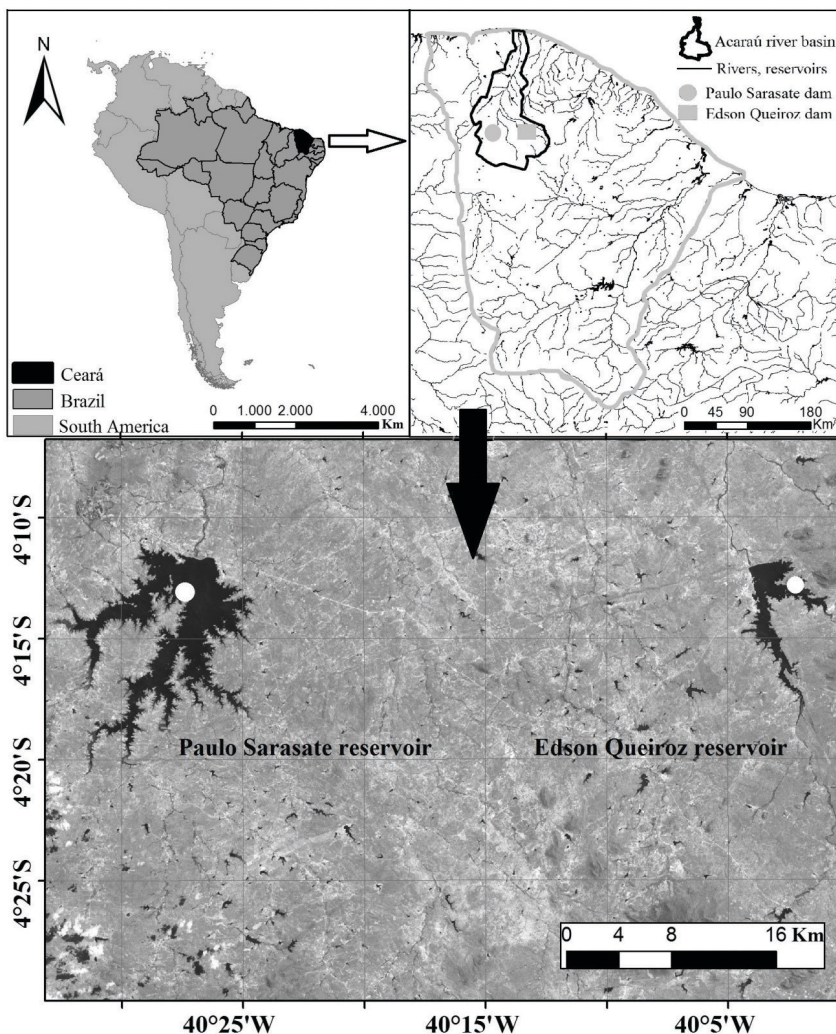 N
Ceará
Brazil
South America
0 1.000 2.000 4.000
Km
Acaraú river basin
Rivers, reservoirs
Paulo Sarasate dam
Edson Queiroz dam
0 45 90 180
Km
4°10'S
4°15'S
4°20'S
4°25'S
Paulo Sarasate reservoir
Edson Queiroz reservoir
0 4 8 16 Km
40°25'W
40°15'W
40°5'W